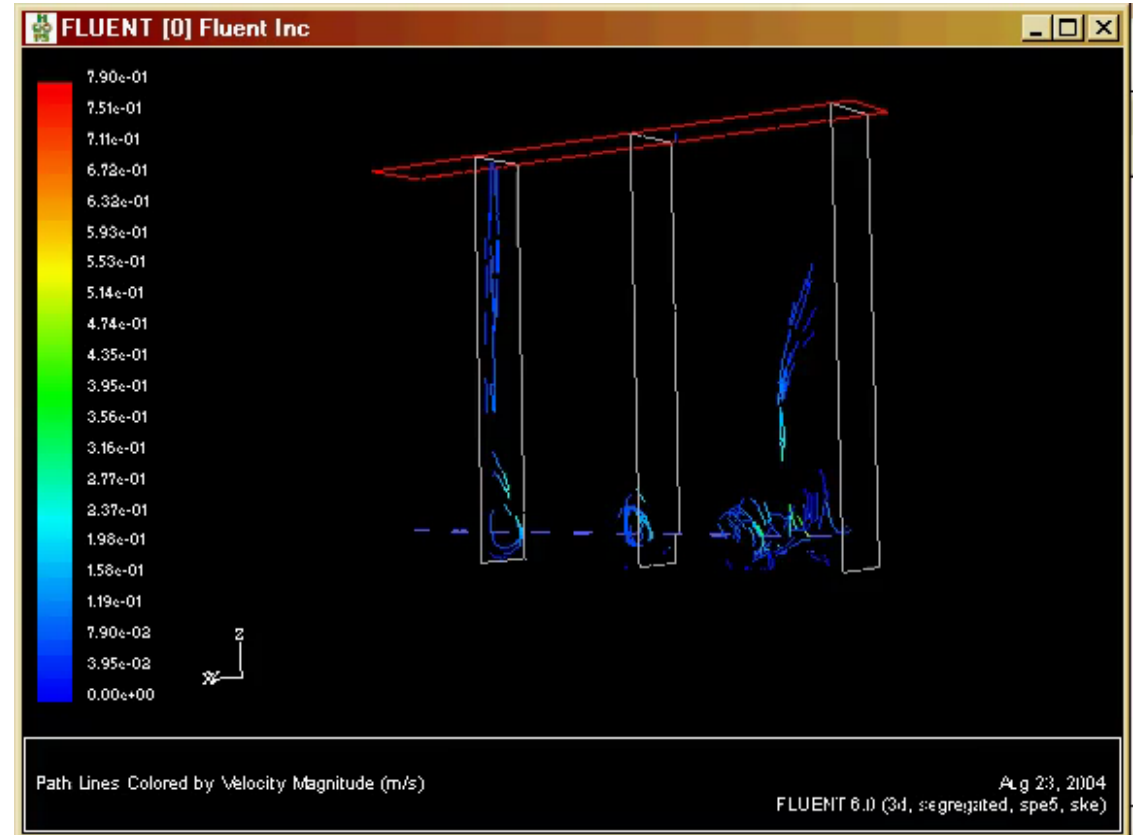 FLUENT [0] Fluent Inc
7.90e-01
7.51e-01
7.11e-01
6.72e-01
6.32e-01
5.93e-01
5.53e-01
5.14e-01
4.74e-01
4.35e-01
3.95e-01
3.56e-01
3.16e-01
2.77e-01
2.37e-01
1.98e-01
1.58e-01
1.19e-01
7.90e-02
3.95e-02
0.00e+00
Z
Path Lines Colored by Velocity Magnitude (m/s)
Aug 23, 2004
FLUENT 6.0 (3d, segregated, spe5, ske)